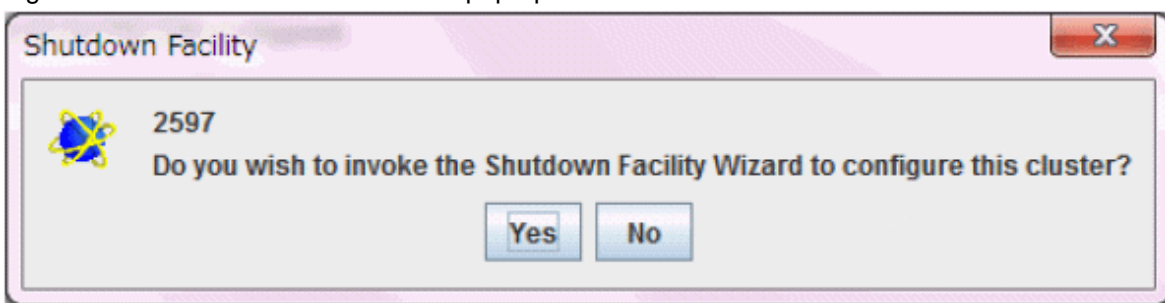 Shutdown Facility
2597
Do you wish to invoke the Shutdown Facility Wizard to configure this cluster?
Yes No